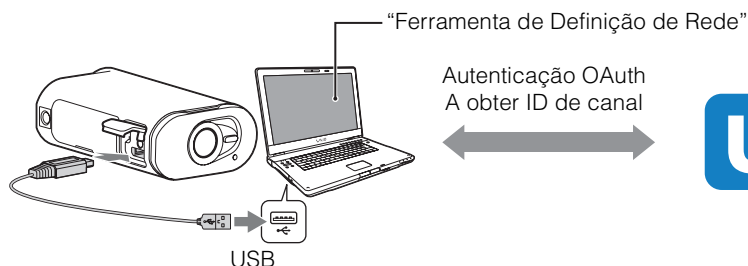 “Ferramenta de Definição de Rede”
Autenticação OAuth
A obter ID de canal
USB